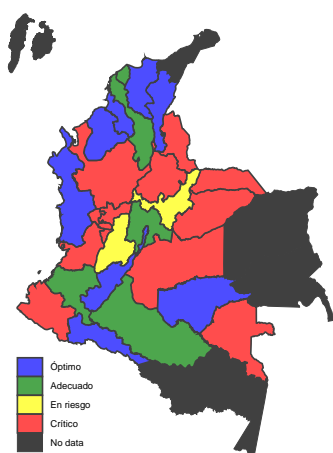 Óptimo
Adecuado
En riesgo
Crítico
No data